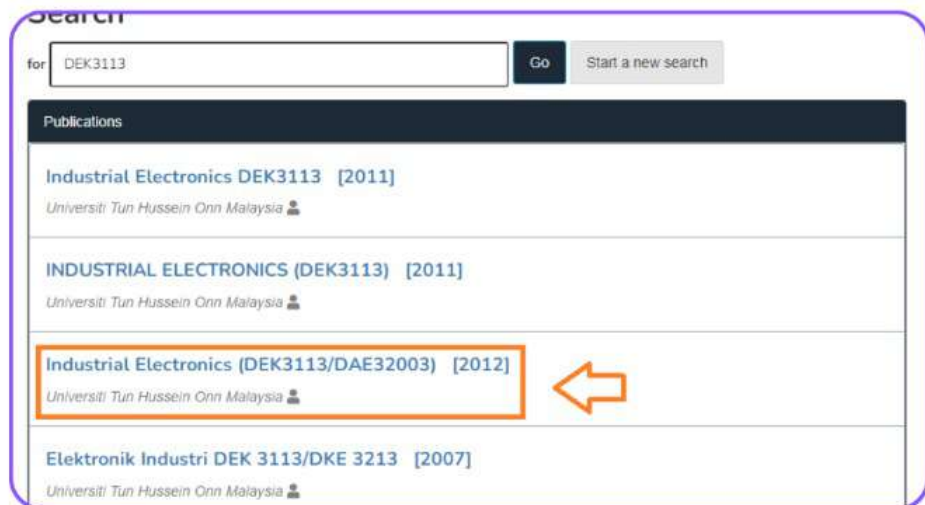 Search
for DEK3113 Go Start a new search
Publications
Industrial Electronics DEK3113 [2011]
Universiti Tun Hussein Onn Malaysia
INDUSTRIAL ELECTRONICS (DEK3113) [2011]
Universiti Tun Hussein Onn Malaysia
Industrial Electronics (DEK3113/DAE32003) [2012]
Universiti Tun Hussein Onn Malaysia
Elektronik Industri DEK 3113/DKE 3213 [2007]
Universiti Tun Hussein Onn Malaysia